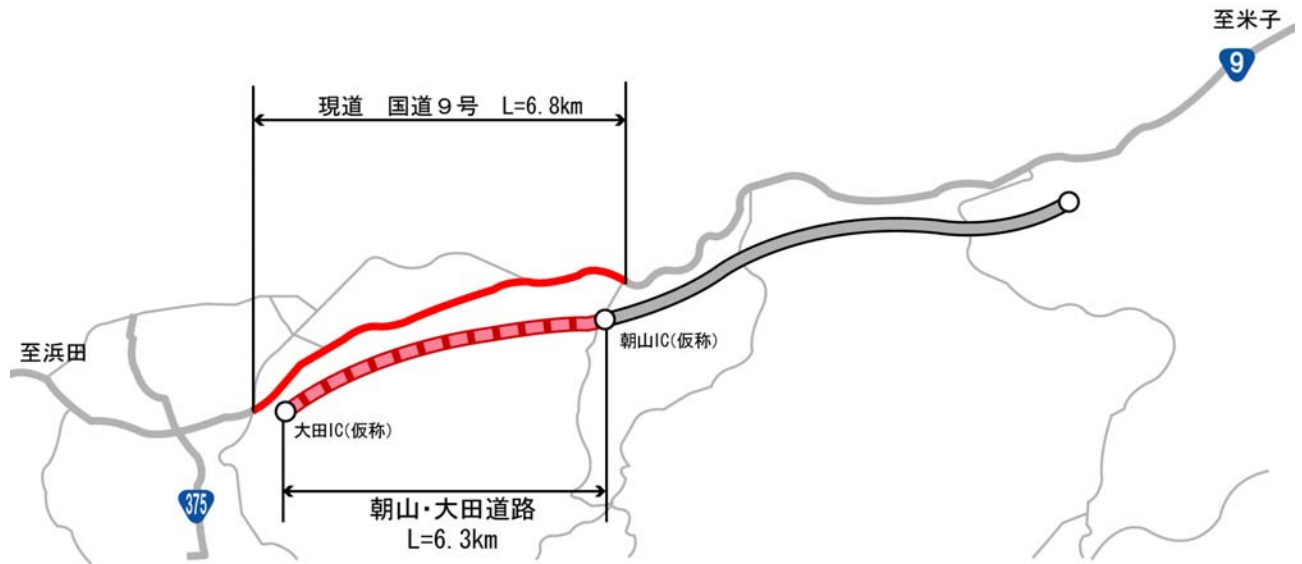 至米子
9
現道　国道９号　L=6.8km
至浜田
朝山IC(仮称)
大田IC(仮称)
375
朝山・大田道路
L=6.3km